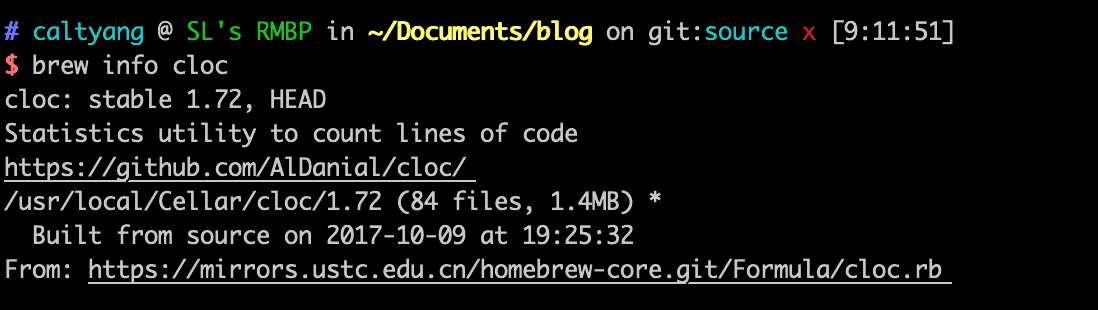 # caltyang @ SL's RMBP in ~/Documents/blog on git:source x [9:11:51]
$ brew info cloc
cloc: stable 1.72, HEAD
Statistics utility to count lines of code
https://github.com/AlDanial/cloc/
/usr/local/Cellar/cloc/1.72 (84 files, 1.4MB) *
  Built from source on 2017-10-09 at 19:25:32
From: https://mirrors.ustc.edu.cn/homebrew-core.git/Formula/cloc.rb